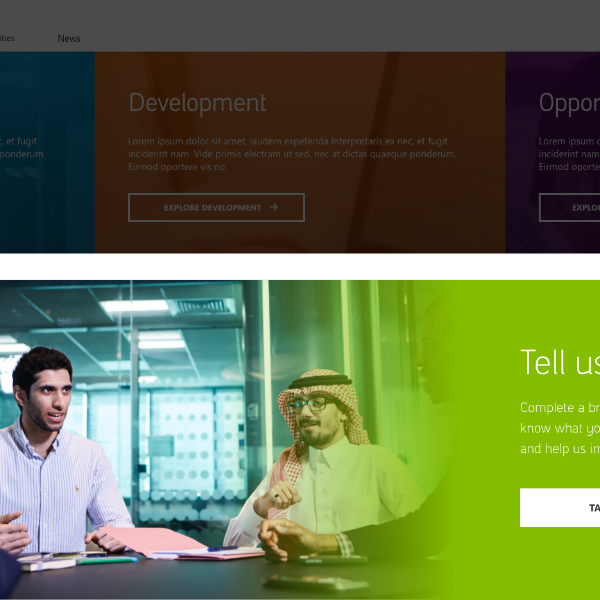 ities
News
, et fugit
ponderum.
Development
Lorem ipsum dolor sit amet, laudem expetenda interpretaris ex nec, et fugit
inciderint nam. Vide primis electram ut sed, nec at dictas quaeque ponderum.
Eirmod oportere vis no.
EXPLORE DEVELOPMENT
Oppor
Lorem ipsum d
inciderint nam
Eirmod oporte
EXPLO
Tell us
Complete a br
know what yo
and help us im
TA